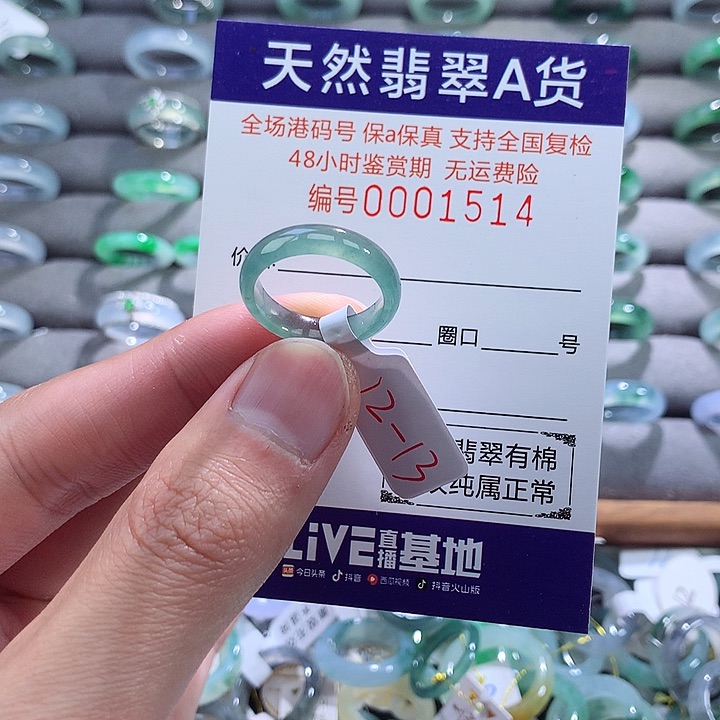 天然翡翠A货
全场港码号 保a保真 支持全国复检
48小时鉴赏期 无运费险
编号0001514
价
圈口 号
12-13
翡翠有棉
纯属正常
LiVE直播基地
头条 今日头条 抖音 西瓜视频 抖音火山版